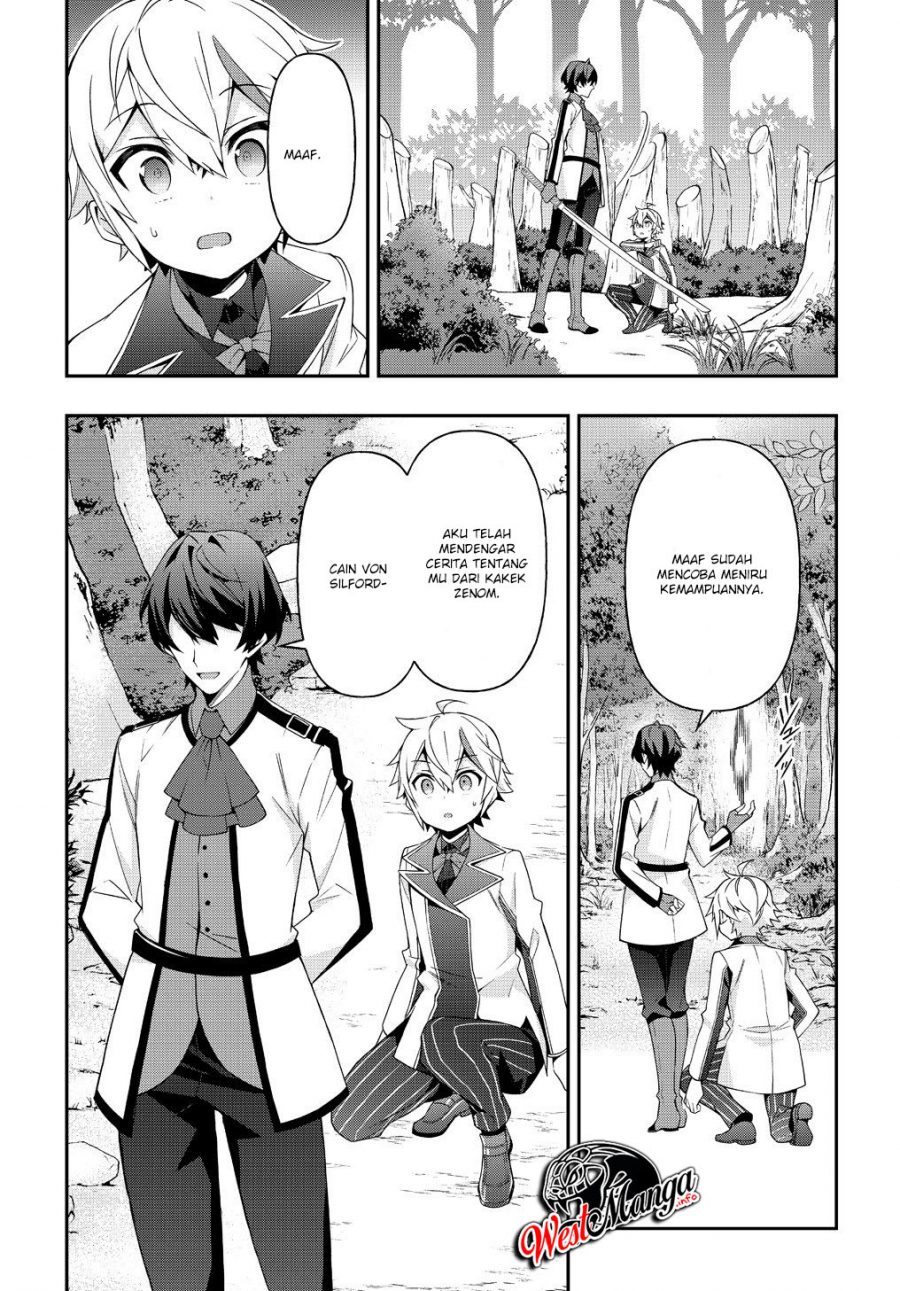 MAAF.
MAAF SUDAH
MENCOBA MENIRU
KEMAMPUANNYA.
AKU TELAH
MENDENGAR
CERITA TENTANG
MU DARI KAKEK
ZENOM.
CAIN VON
SILFORD-
WestManga
.info